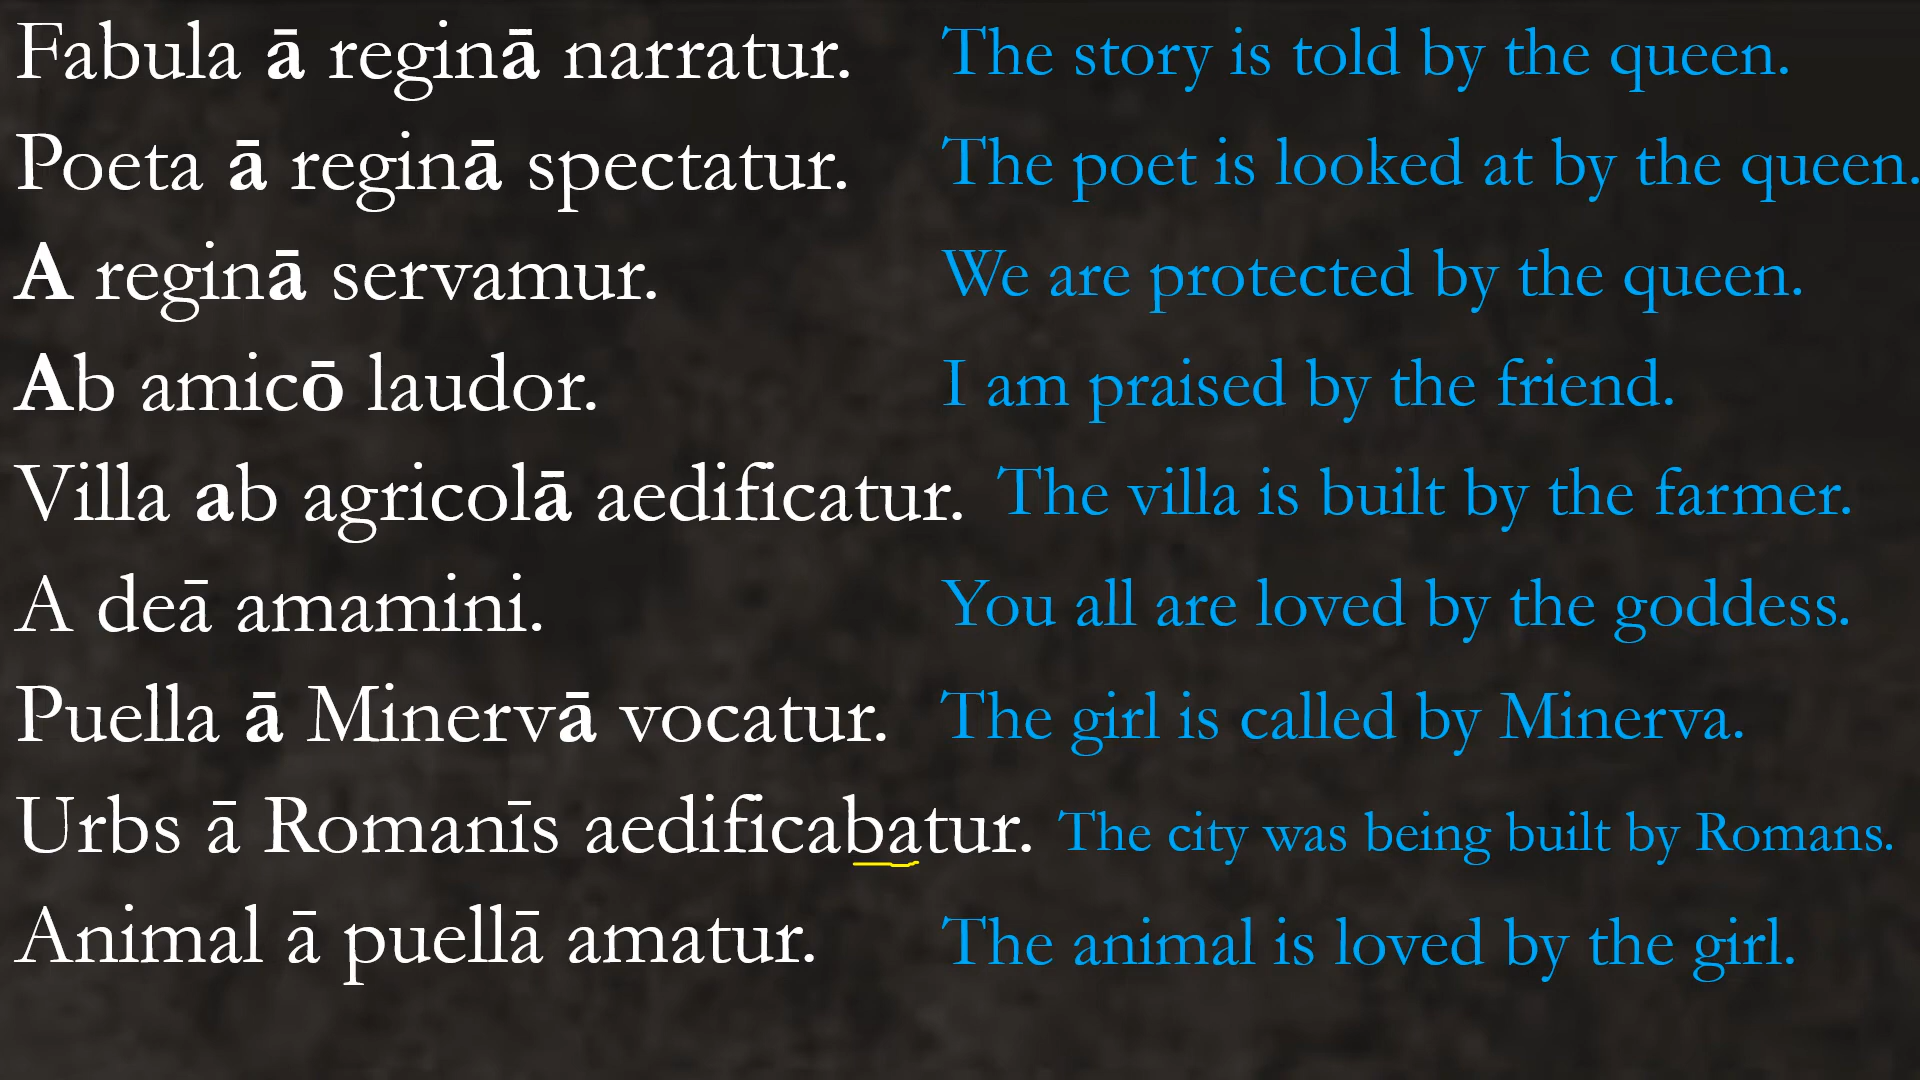 Fabula ā reginā narratur. The story is told by the queen.
Poeta ā reginā spectatur. The poet is looked at by the queen.
A reginā servamur. We are protected by the queen.
Ab amicō laudor. I am praised by the friend.
Villa ab agricolā aedificatur. The villa is built by the farmer.
A deā amamini. You all are loved by the goddess.
Puella ā Minervā vocatur. The girl is called by Minerva.
Urbs ā Romanīs aedificabatur. The city was being built by Romans.
Animal ā puellā amatur. The animal is loved by the girl.